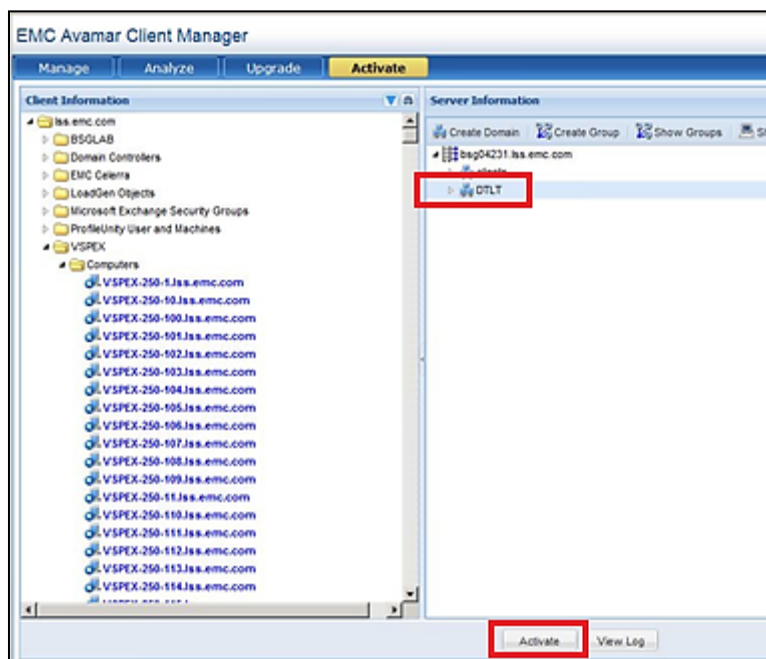 EMC Avamar Client Manager
Manage Analyze Upgrade Activate
Client Information
lss.emc.com
BSGLAB
Domain Controllers
EMC Celerra
LoadGen Objects
Microsoft Exchange Security Groups
ProfileUnity User and Machines
VSPEX
Computers
VSPEX-250-1.lss.emc.com
VSPEX-250-10.lss.emc.com
VSPEX-250-100.lss.emc.com
VSPEX-250-101.lss.emc.com
VSPEX-250-102.lss.emc.com
VSPEX-250-103.lss.emc.com
VSPEX-250-104.lss.emc.com
VSPEX-250-105.lss.emc.com
VSPEX-250-106.lss.emc.com
VSPEX-250-107.lss.emc.com
VSPEX-250-108.lss.emc.com
VSPEX-250-109.lss.emc.com
VSPEX-250-11.lss.emc.com
VSPEX-250-110.lss.emc.com
VSPEX-250-111.lss.emc.com
VSPEX-250-112.lss.emc.com
VSPEX-250-113.lss.emc.com
VSPEX-250-114.lss.emc.com
Server Information
Create Domain Create Group Show Groups
bsg04231.lss.emc.com
clients
DTLT
Activate View Log